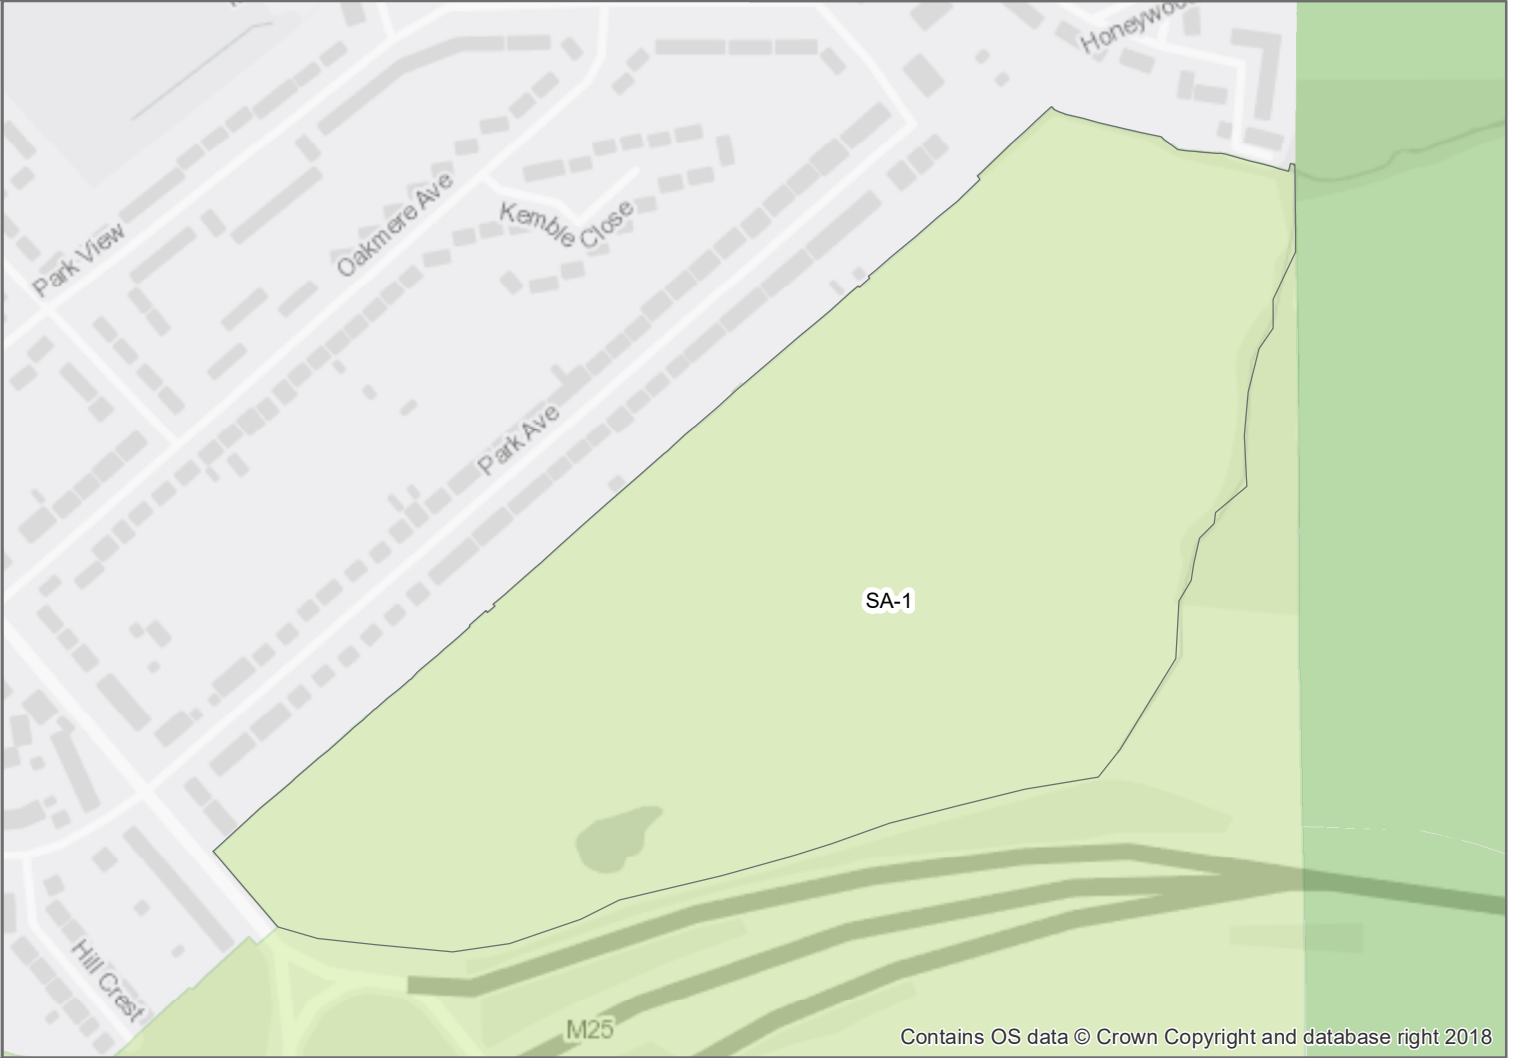 Honeywoo
Park View
Oakmere Ave
Kemble Close
Park Ave
SA-1
Hill Crest
M25
Contains OS data © Crown Copyright and database right 2018